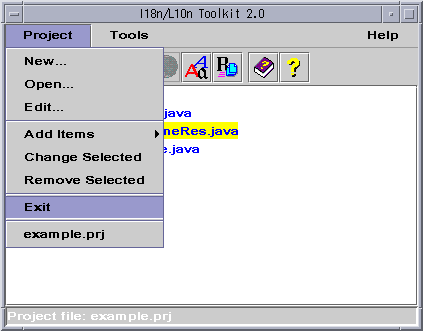 I18n/L10n Toolkit 2.0
Project Tools Help
New...
Open...
Edit...
Add Items
Change Selected
Remove Selected
Exit
example.prj
.java
meRes.java
e.java
Project file: example.prj